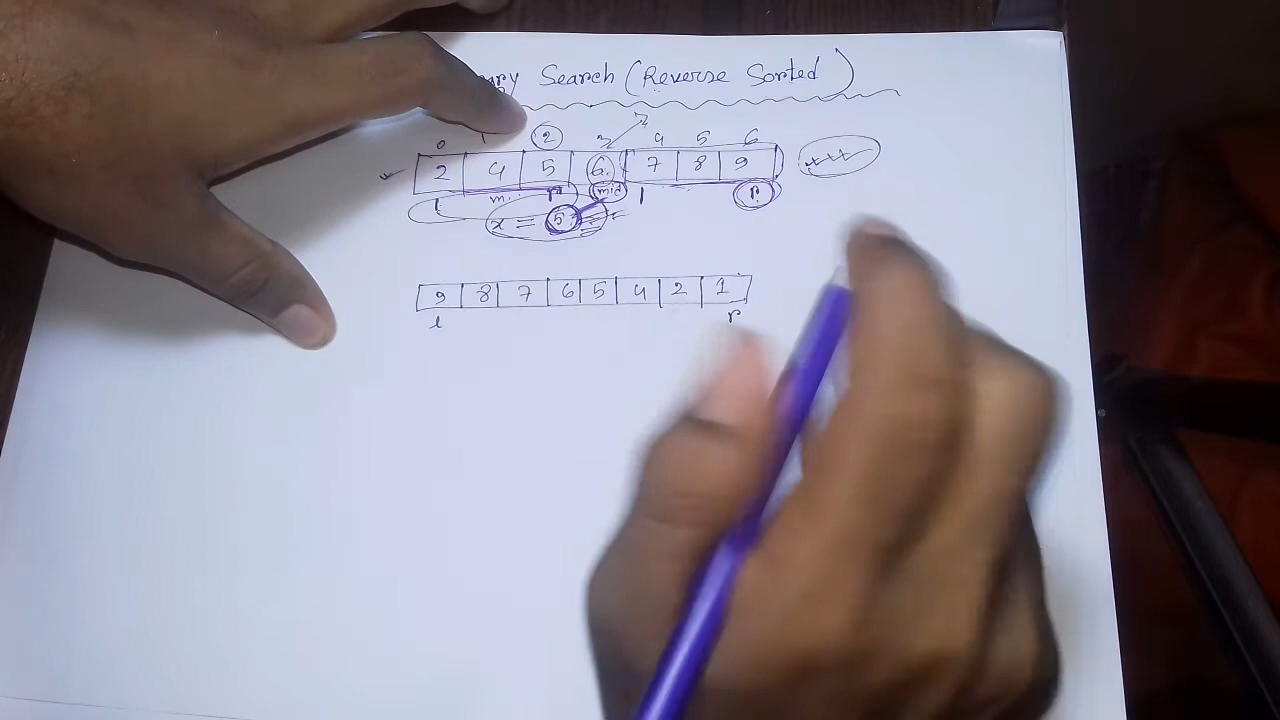 Search (Reverse Sorted)
0 1 2 3 4 5 6
2 4 5 6 7 8 9
l m r mid l r
x = 5
9 8 7 6 5 4 2 1
l r